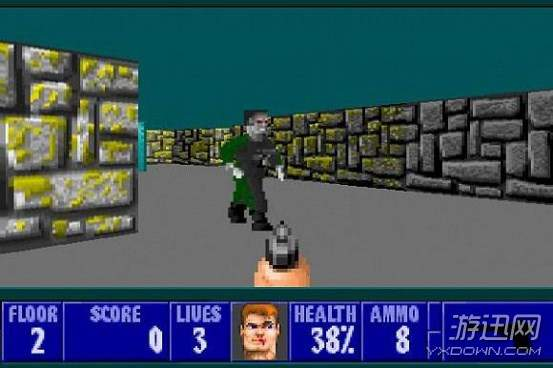 FLOOR SCORE LIVES HEALTH AMMO
2 0 3 38% 8
游迅网
YXDOWN.COM